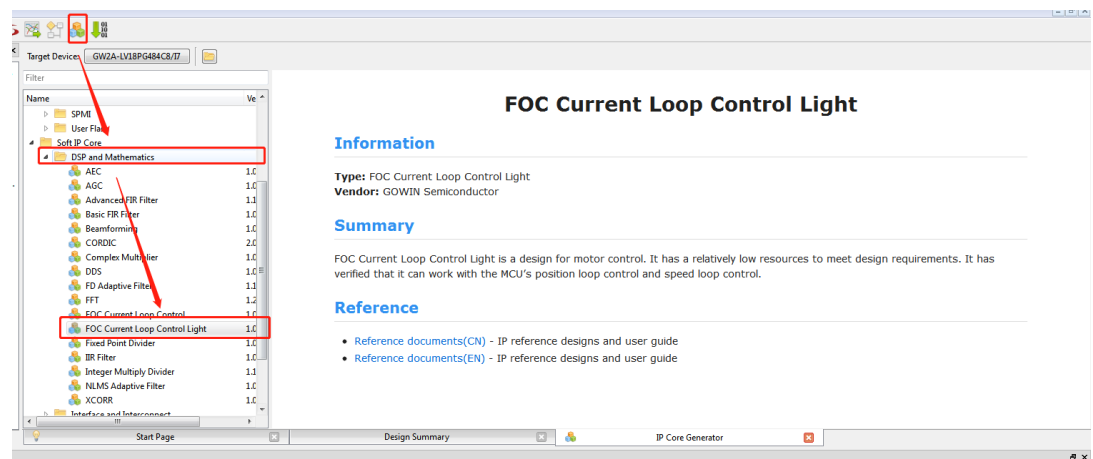 Target Device: GW2A-LV18PG484C8/I7
Filter
Name Ve
SPMI
User Flash
Soft IP Core
DSP and Mathematics
AEC 1.0
AGC 1.0
Advanced FIR Filter 1.1
Basic FIR Filter 1.0
Beamforming 1.0
CORDIC 2.0
Complex Multiplier 1.0
DDS 1.0
FD Adaptive Filter 1.1
FFT 1.2
FOC Current Loop Control 1.0
FOC Current Loop Control Light 1.0
Fixed Point Divider 1.0
IIR Filter 1.0
Integer Multiply Divider 1.1
NLMS Adaptive Filter 1.0
XCORR 1.0
Interface and Interconnect
FOC Current Loop Control Light
Information
Type: FOC Current Loop Control Light
Vendor: GOWIN Semiconductor
Summary
FOC Current Loop Control Light is a design for motor control. It has a relatively low resources to meet design requirements. It has
verified that it can work with the MCU's position loop control and speed loop control.
Reference
• Reference documents(CN) - IP reference designs and user guide
• Reference documents(EN) - IP reference designs and user guide
Start Page Design Summary IP Core Generator